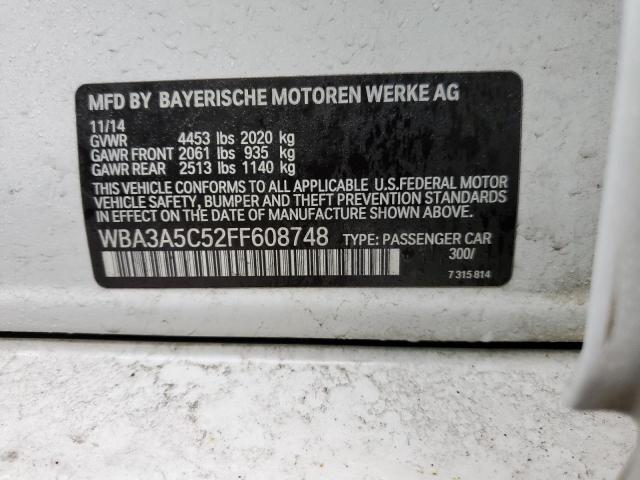 MFD BY BAYERISCHE MOTOREN WERKE AG
11/14
GVWR 4453 lbs 2020 kg
GAWR FRONT 2061 lbs 935 kg
GAWR REAR 2513 lbs 1140 kg
THIS VEHICLE CONFORMS TO ALL APPLICABLE U.S.FEDERAL MOTOR
VEHICLE SAFETY, BUMPER AND THEFT PREVENTION STANDARDS
IN EFFECT ON THE DATE OF MANUFACTURE SHOWN ABOVE.
WBA3A5C52FF608748 TYPE: PASSENGER CAR
300/
7 315 814